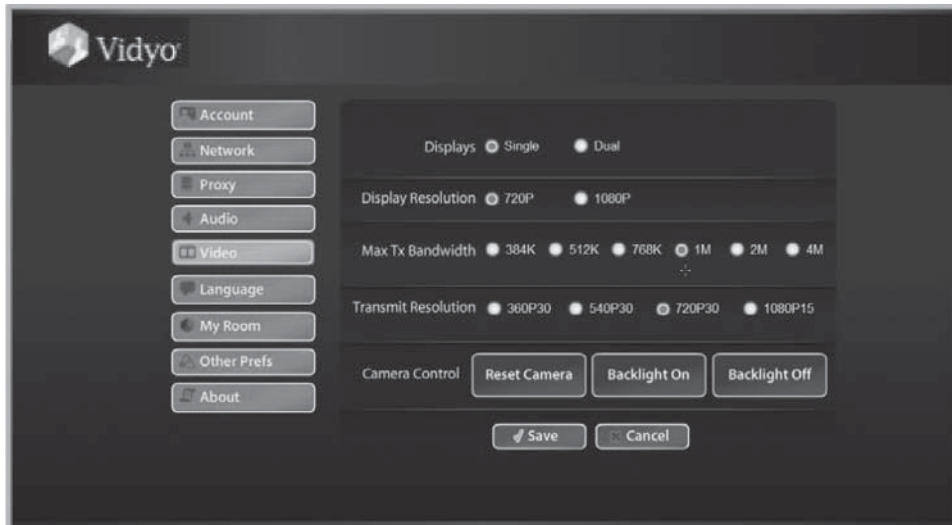 Vidyo
Account
Network
Proxy
Audio
Video
Language
My Room
Other Prefs
About
Displays Single Dual
Display Resolution 720P 1080P
Max Tx Bandwidth 384K 512K 768K 1M 2M 4M
Transmit Resolution 360P30 540P30 720P30 1080P15
Camera Control Reset Camera Backlight On Backlight Off
Save Cancel